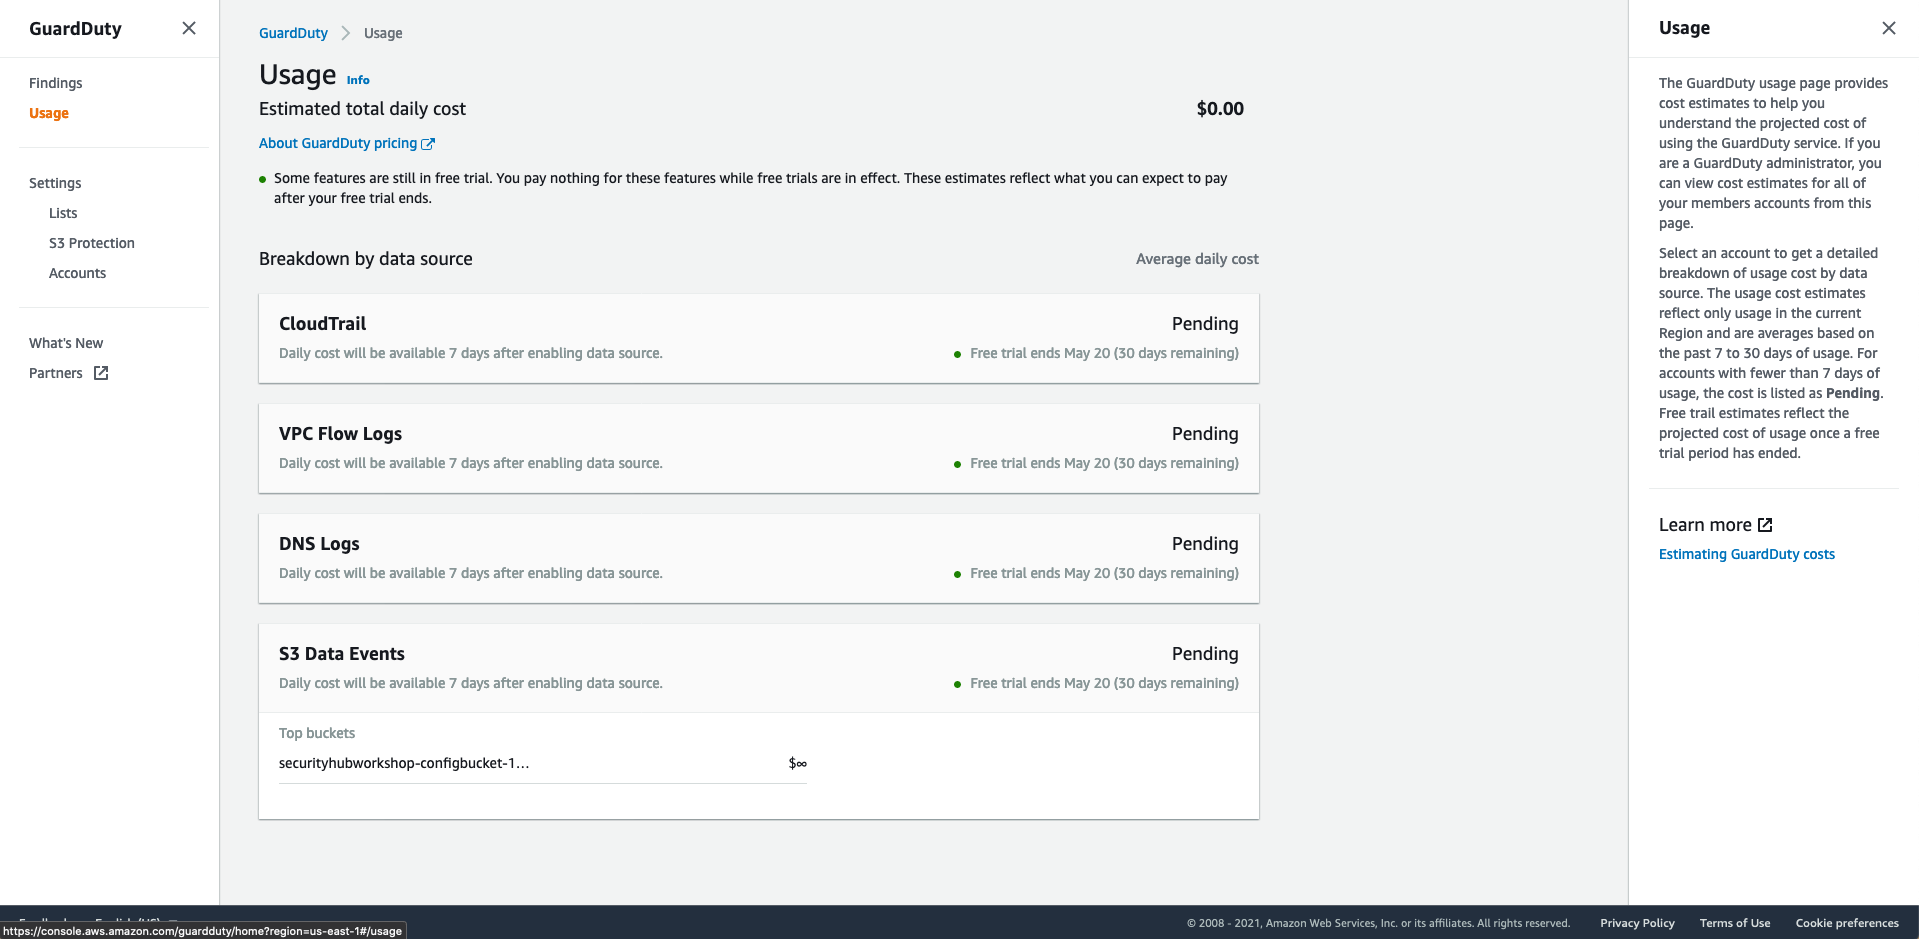 GuardDuty
Findings
Usage
Settings
Lists
S3 Protection
Accounts
What's New
Partners
GuardDuty
Usage
Usage Info
Estimated total daily cost $0.00
About GuardDuty pricing
Some features are still in free trial. You pay nothing for these features while free trials are in effect. These estimates reflect what you can expect to pay
after your free trial ends.
Breakdown by data source Average daily cost
CloudTrail Pending
Daily cost will be available 7 days after enabling data source. Free trial ends May 20 (30 days remaining)
VPC Flow Logs Pending
Daily cost will be available 7 days after enabling data source. Free trial ends May 20 (30 days remaining)
DNS Logs Pending
Daily cost will be available 7 days after enabling data source. Free trial ends May 20 (30 days remaining)
S3 Data Events Pending
Daily cost will be available 7 days after enabling data source. Free trial ends May 20 (30 days remaining)
Top buckets
securityhubworkshop-configbucket-1... $∞
Usage
The GuardDuty usage page provides
cost estimates to help you
understand the projected cost of
using the GuardDuty service. If you
are a GuardDuty administrator, you
can view cost estimates for all of
your members accounts from this
page.
Select an account to get a detailed
breakdown of usage cost by data
source. The usage cost estimates
reflect only usage in the current
Region and are averages based on
the past 7 to 30 days of usage. For
accounts with fewer than 7 days of
usage, the cost is listed as Pending.
Free trail estimates reflect the
projected cost of usage once a free
trial period has ended.
Learn more
Estimating GuardDuty costs
https://console.aws.amazon.com/guardduty/home?region=us-east-1#/usage
© 2008 - 2021, Amazon Web Services, Inc. or its affiliates. All rights reserved. Privacy Policy Terms of Use Cookie preferences